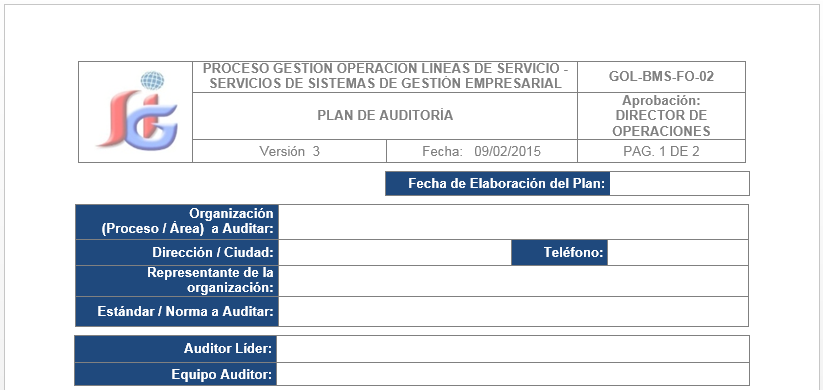 PROCESO GESTION OPERACION LINEAS DE SERVICIO -
SERVICIOS DE SISTEMAS DE GESTIÒN EMPRESARIAL
GOL-BMS-FO-02
PLAN DE AUDITORÌA
Aprobación:
DIRECTOR DE
OPERACIONES
Versión 3
Fecha: 09/02/2015
PAG. 1 DE 2
Fecha de Elaboración del Plan:
Organización
(Proceso / Área) a Auditar:
Dirección / Ciudad:
Teléfono:
Representante de la
organización:
Estándar / Norma a Auditar:
Auditor Líder:
Equipo Auditor: